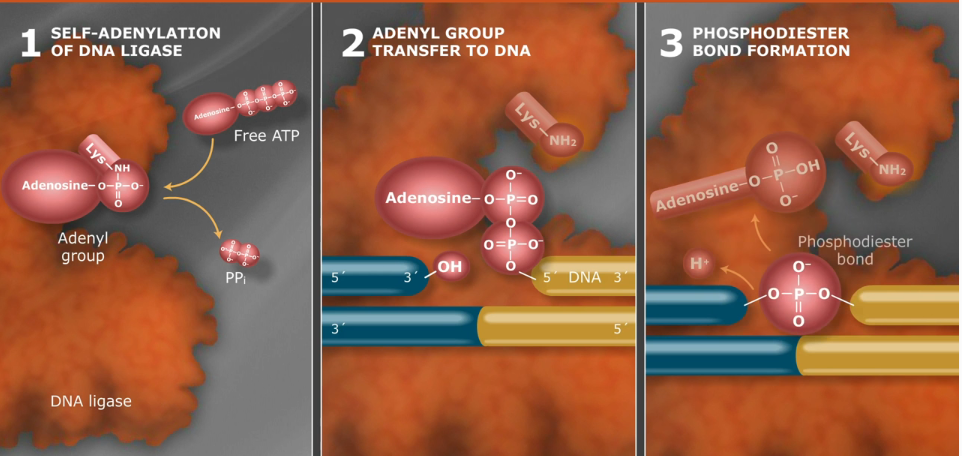 1 SELF-ADENYLATION
OF DNA LIGASE
Adenosine
Free ATP
Lys
NH
Adenosine–O–P–O⁻
O
Adenyl
group
PPi
DNA ligase
2 ADENYL GROUP
TRANSFER TO DNA
Lys
NH₂
O⁻
Adenosine–O–P=O
O
O=P–O⁻
O
5´ 3´ OH 5´ DNA 3´
3´ 5´
3 PHOSPHODIESTER
BOND FORMATION
Lys
NH₂
O
Adenosine–O–P–OH
O⁻
Phosphodiester
bond
H⁺
O⁻
O–P–O
O